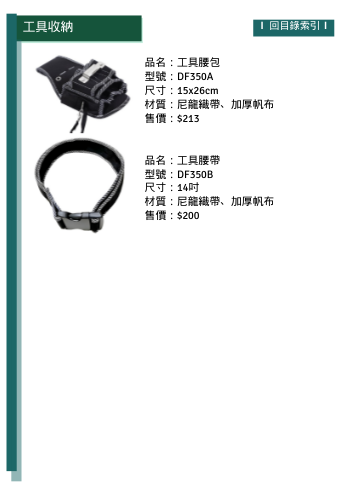 工具收納
I 回目錄索引 I
品名：工具腰包
型號：DF350A
尺寸：15x26cm
材質：尼龍織帶、加厚帆布
售價：$213
品名：工具腰帶
型號：DF350B
尺寸：14吋
材質：尼龍織帶、加厚帆布
售價：$200